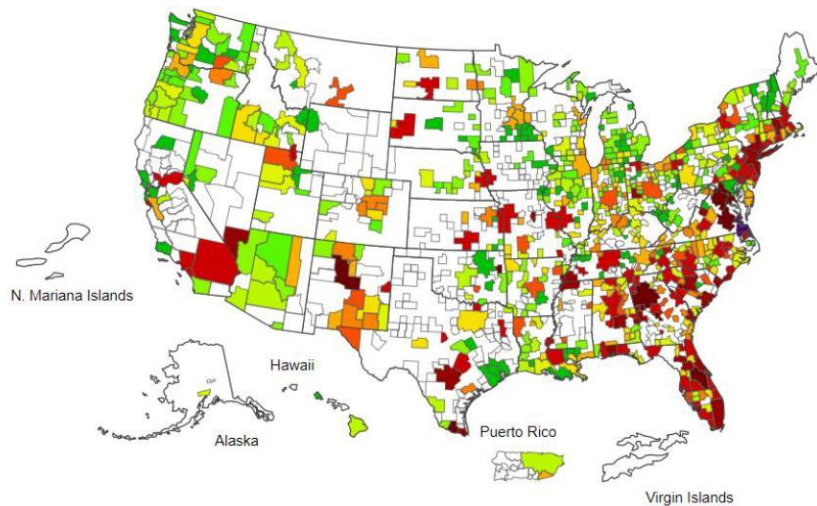 N. Mariana Islands
Hawaii
Alaska
Puerto Rico
Virgin Islands